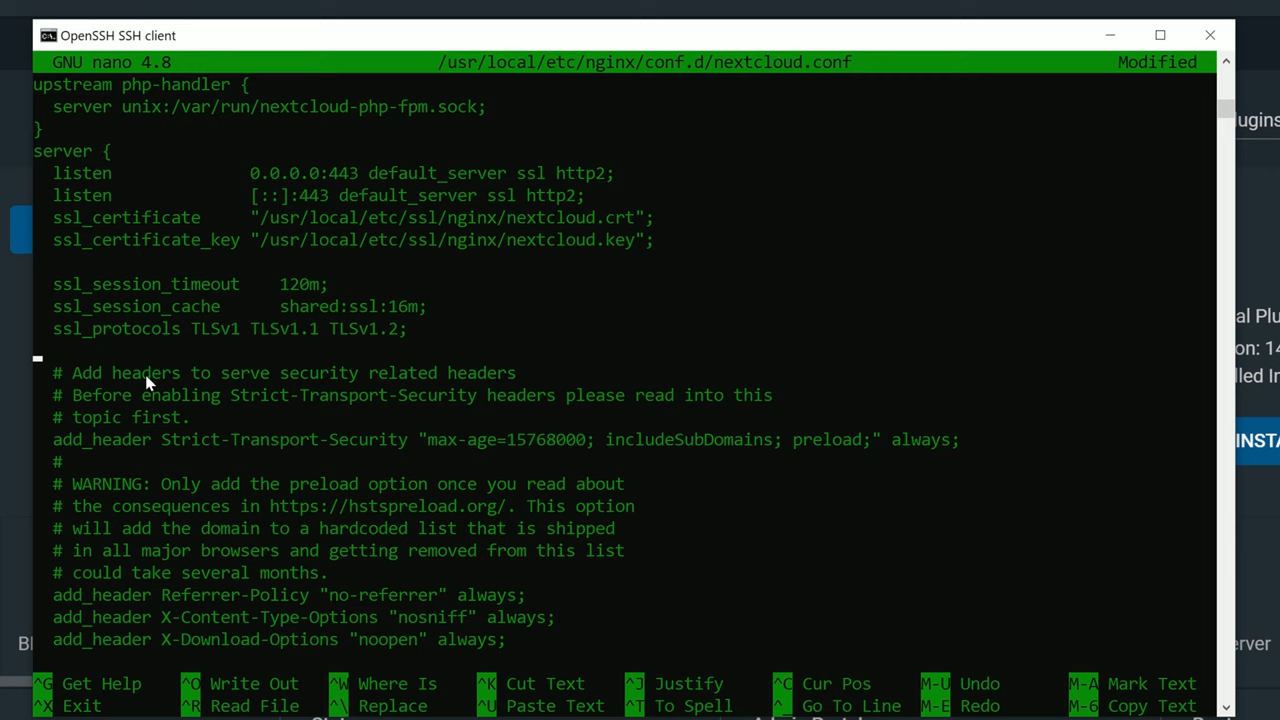 OpenSSH SSH client
GNU nano 4.8 /usr/local/etc/nginx/conf.d/nextcloud.conf Modified
upstream php-handler {
server unix:/var/run/nextcloud-php-fpm.sock;
}
server {
listen 0.0.0.0:443 default_server ssl http2;
listen [::]:443 default_server ssl http2;
ssl_certificate "/usr/local/etc/ssl/nginx/nextcloud.crt";
ssl_certificate_key "/usr/local/etc/ssl/nginx/nextcloud.key";
ssl_session_timeout 120m;
ssl_session_cache shared:ssl:16m;
ssl_protocols TLSv1 TLSv1.1 TLSv1.2;
# Add headers to serve security related headers
# Before enabling Strict-Transport-Security headers please read into this
# topic first.
add_header Strict-Transport-Security "max-age=15768000; includeSubDomains; preload;" always;
#
# WARNING: Only add the preload option once you read about
# the consequences in https://hstspreload.org/. This option
# will add the domain to a hardcoded list that is shipped
# in all major browsers and getting removed from this list
# could take several months.
add_header Referrer-Policy "no-referrer" always;
add_header X-Content-Type-Options "nosniff" always;
add_header X-Download-Options "noopen" always;
^G Get Help ^O Write Out ^W Where Is ^K Cut Text ^J Justify ^C Cur Pos M-U Undo M-A Mark Text
^X Exit ^R Read File ^\ Replace ^U Paste Text ^T To Spell ^_ Go To Line M-E Redo M-6 Copy Text